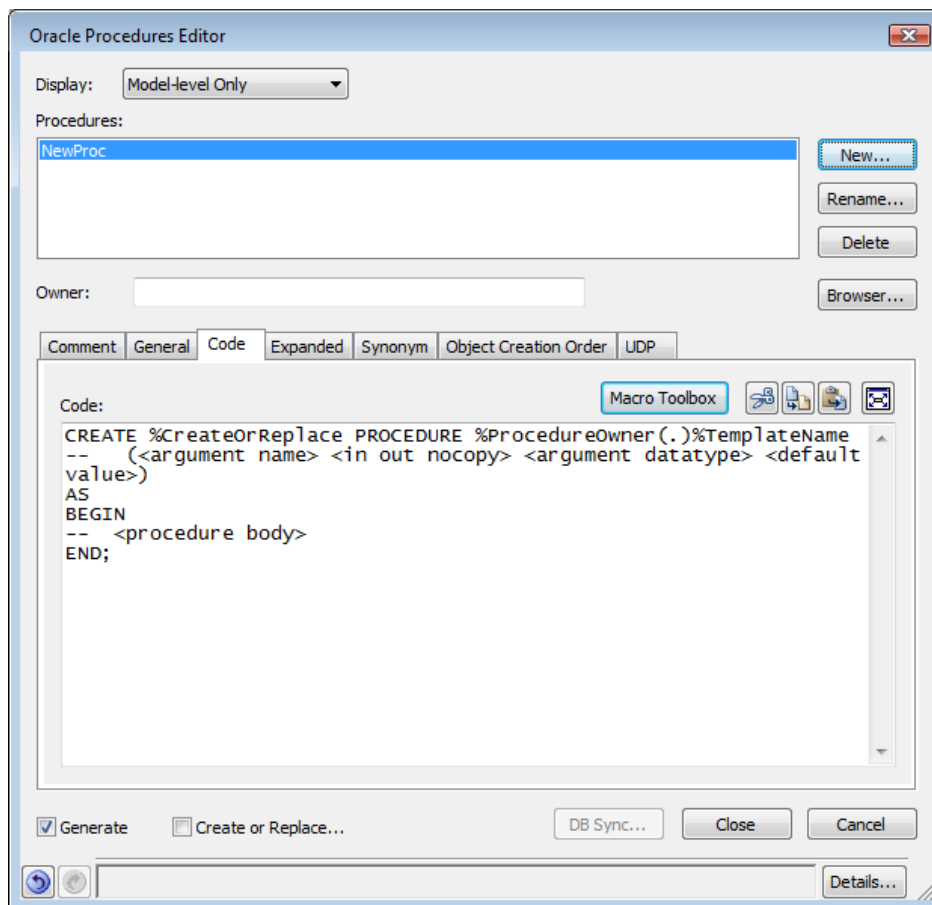 Oracle Procedures Editor
Display: Model-level Only
Procedures:
NewProc
New...
Rename...
Delete
Owner:
Browser...
Comment General Code Expanded Synonym Object Creation Order UDP
Code: Macro Toolbox
CREATE %CreateOrReplace PROCEDURE %ProcedureOwner(.)%TemplateName
--   (<argument name> <in out nocopy> <argument datatype> <default
value>)
AS
BEGIN
--  <procedure body>
END;
Generate Create or Replace... DB Sync... Close Cancel
Details...